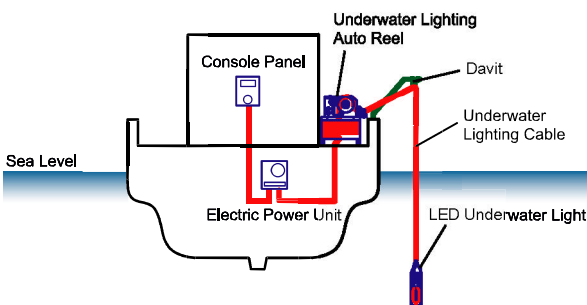 Underwater Lighting
Auto Reel
Console Panel
Davit
Underwater
Lighting Cable
Sea Level
Electric Power Unit
LED Underwater Light